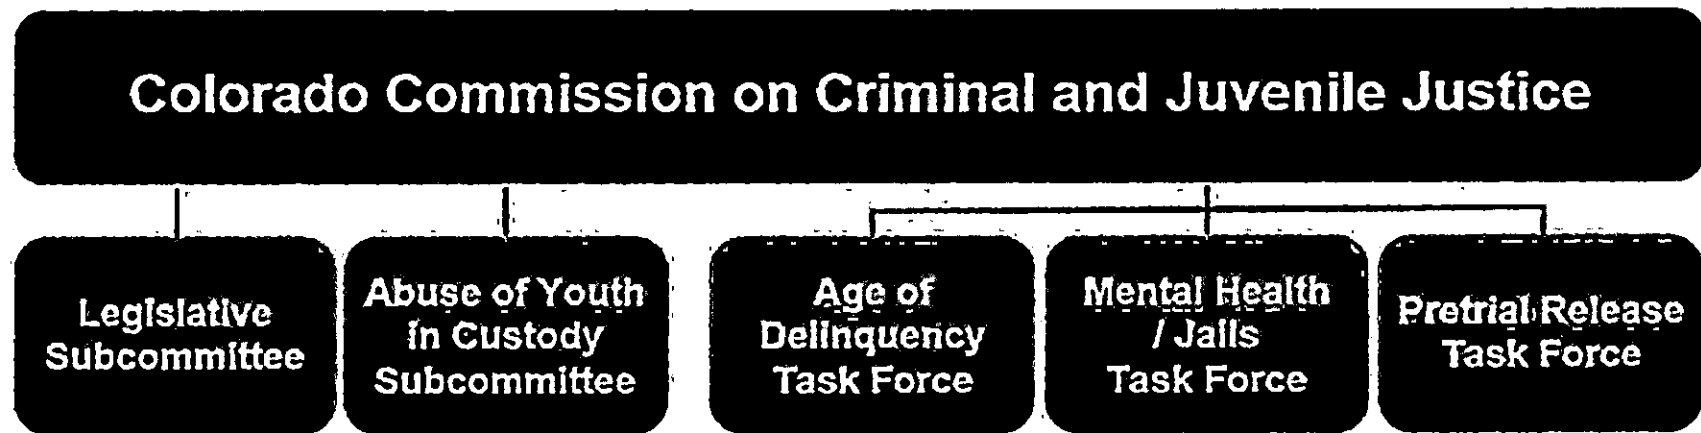 Colorado Commission on Criminal and Juvenile Justice
Legislative
Subcommittee
Abuse of Youth
in Custody
Subcommittee
Age of
Delinquency
Task Force
Mental Health
/ Jails
Task Force
Pretrial Release
Task Force